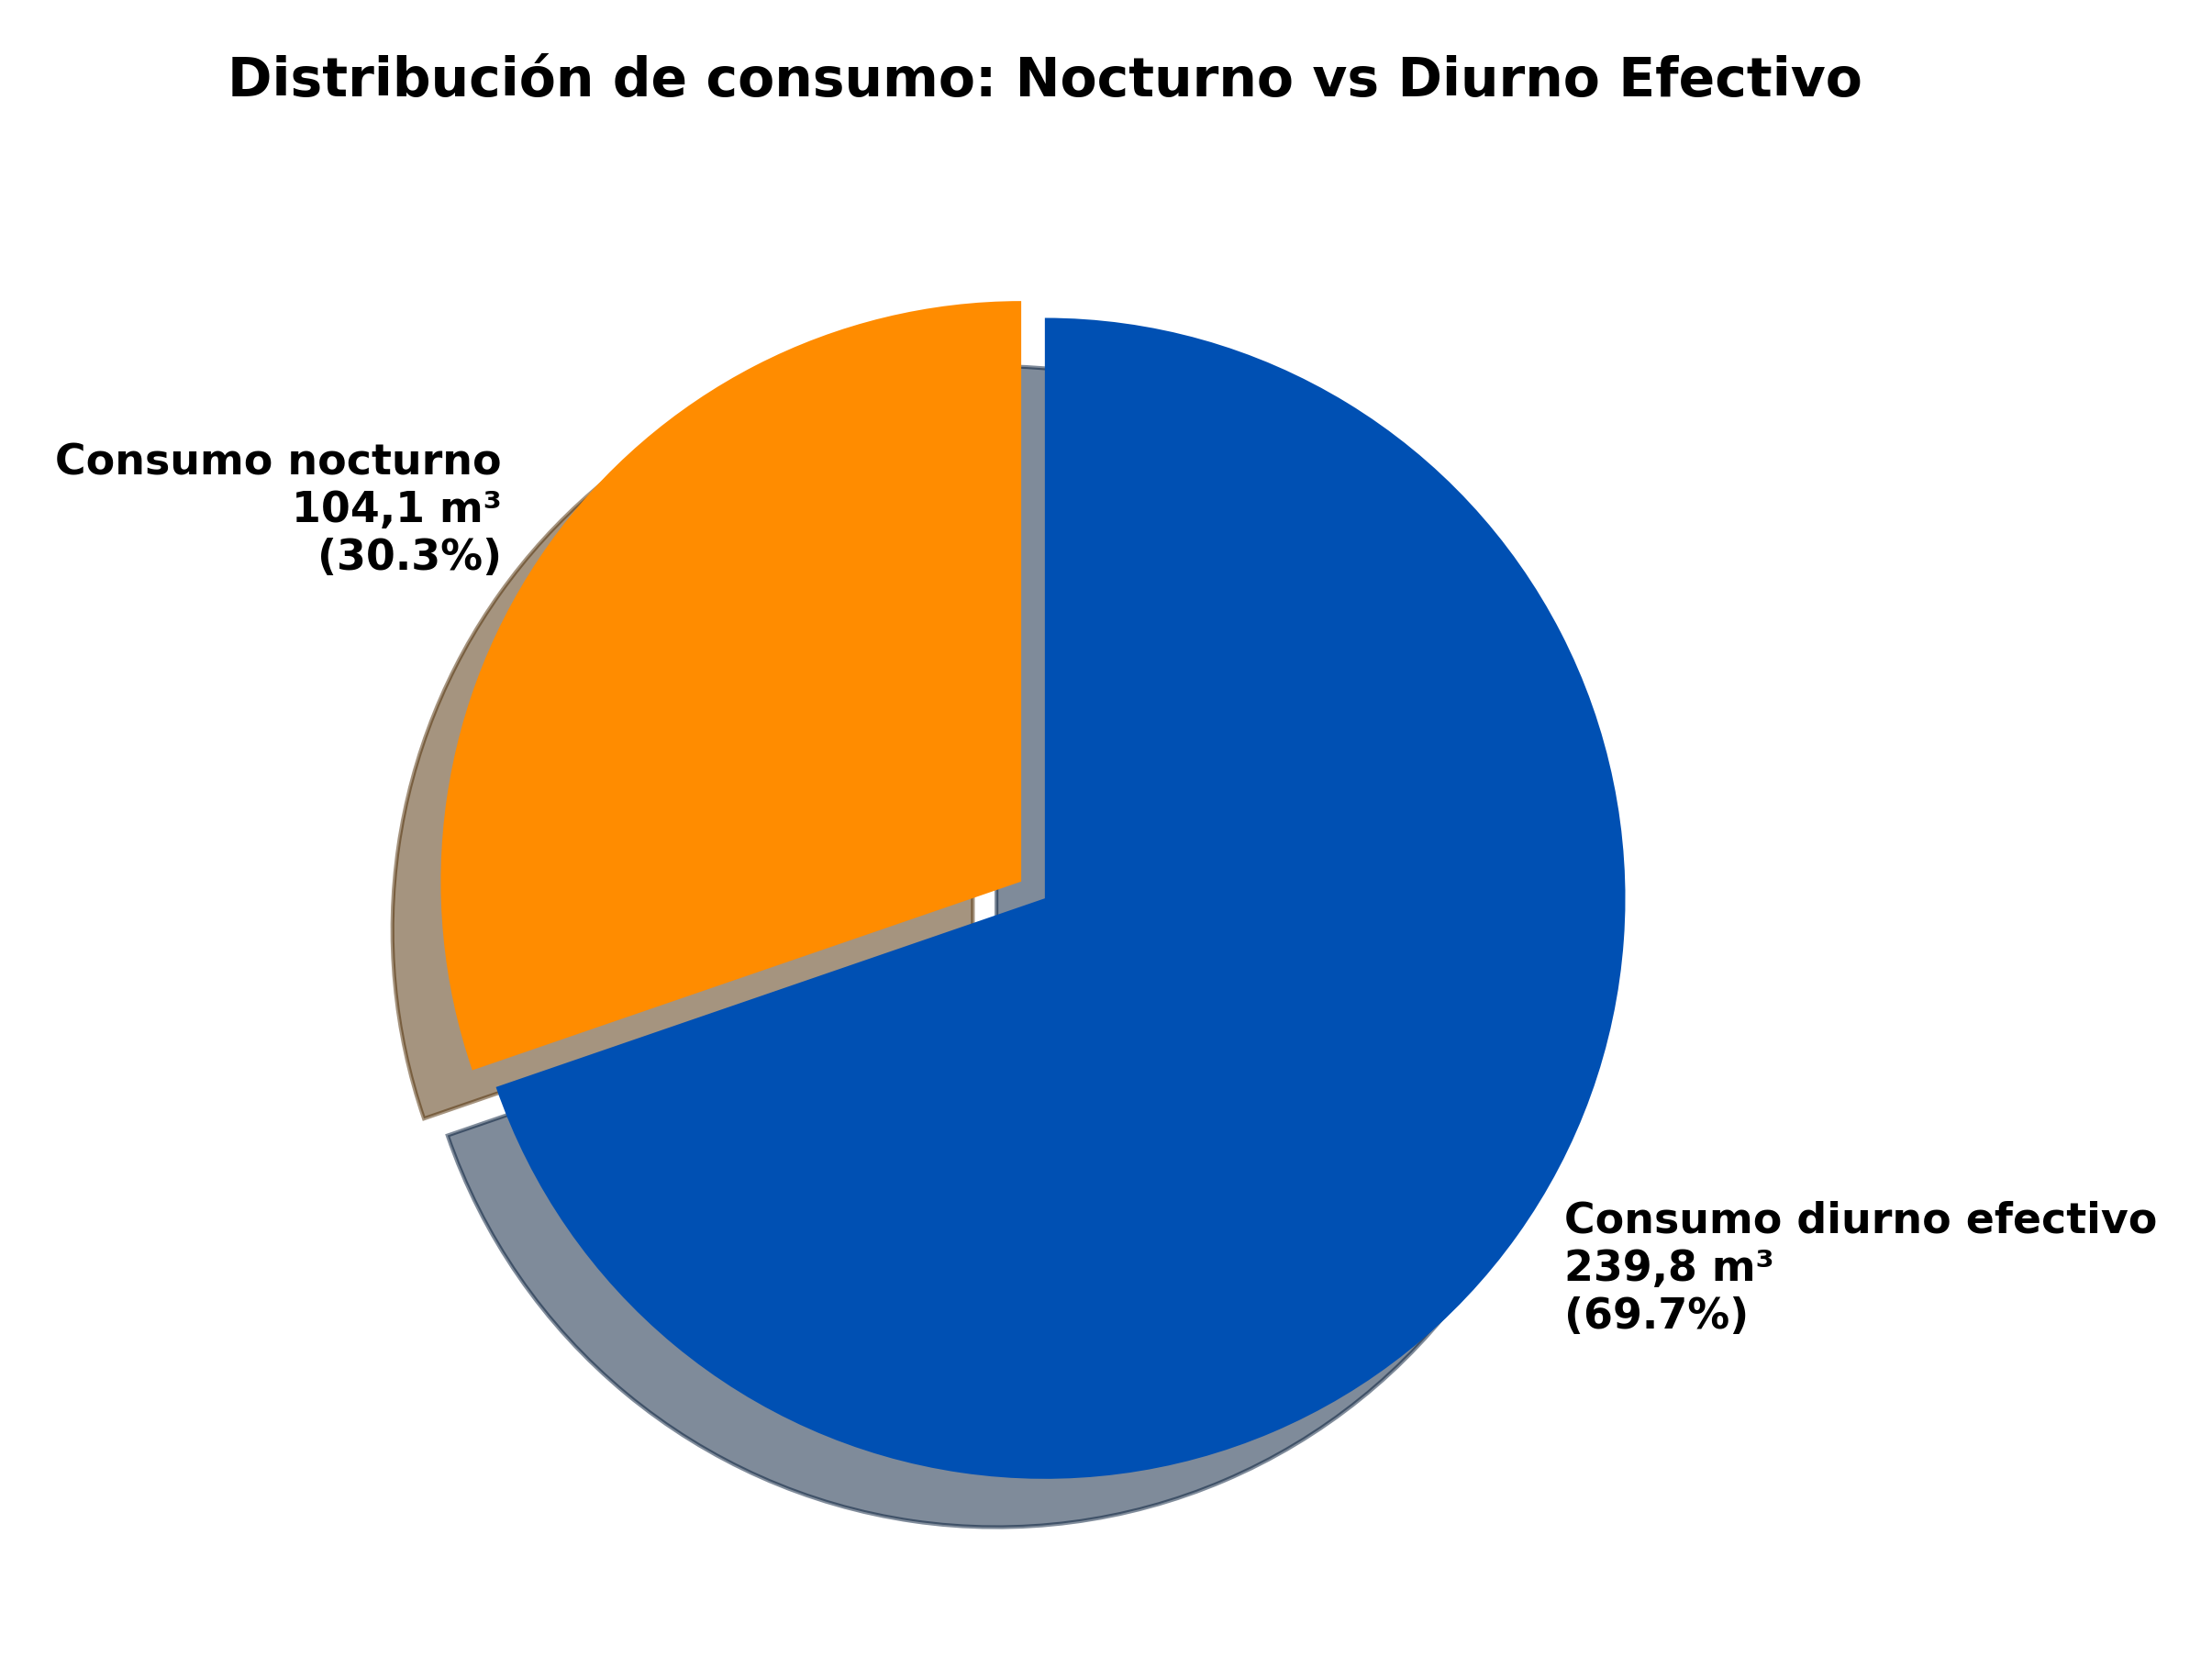 Distribución de consumo: Nocturno vs Diurno Efectivo
Consumo nocturno
104,1 m³
(30.3%)
Consumo diurno efectivo
239,8 m³
(69.7%)